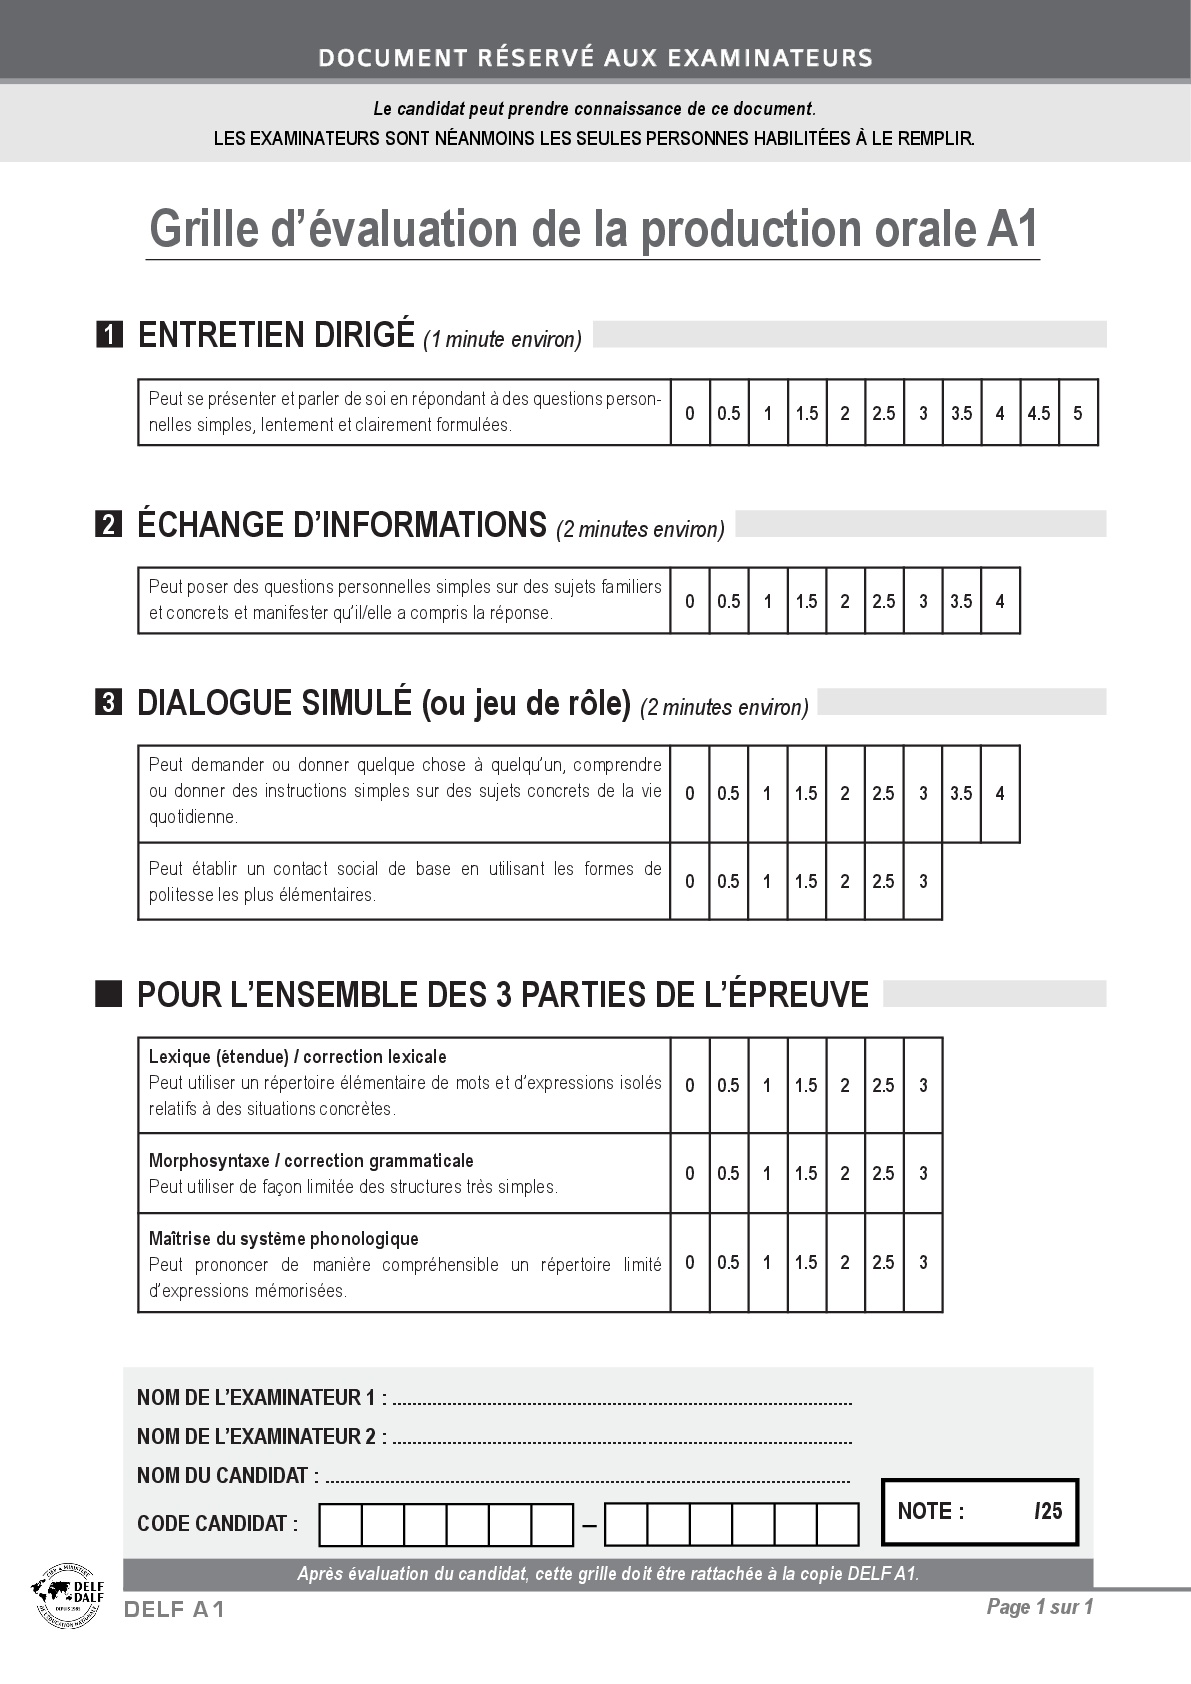 DOCUMENT RÉSERVÉ AUX EXAMINATEURS
Le candidat peut prendre connaissance de ce document.
LES EXAMINATEURS SONT NÉANMOINS LES SEULES PERSONNES HABILITÉES À LE REMPLIR.
Grille d’évaluation de la production orale A1
1 ENTRETIEN DIRIGÉ (1 minute environ)
Peut se présenter et parler de soi en répondant à des questions person-
nelles simples, lentement et clairement formulées.
0 0.5 1 1.5 2 2.5 3 3.5 4 4.5 5
2 ÉCHANGE D’INFORMATIONS (2 minutes environ)
Peut poser des questions personnelles simples sur des sujets familiers
et concrets et manifester qu’il/elle a compris la réponse.
0 0.5 1 1.5 2 2.5 3 3.5 4
3 DIALOGUE SIMULÉ (ou jeu de rôle) (2 minutes environ)
Peut demander ou donner quelque chose à quelqu’un, comprendre
ou donner des instructions simples sur des sujets concrets de la vie
quotidienne.
0 0.5 1 1.5 2 2.5 3 3.5 4
Peut établir un contact social de base en utilisant les formes de
politesse les plus élémentaires.
0 0.5 1 1.5 2 2.5 3
POUR L’ENSEMBLE DES 3 PARTIES DE L’ÉPREUVE
Lexique (étendue) / correction lexicale
Peut utiliser un répertoire élémentaire de mots et d’expressions isolés
relatifs à des situations concrètes.
0 0.5 1 1.5 2 2.5 3
Morphosyntaxe / correction grammaticale
Peut utiliser de façon limitée des structures très simples.
0 0.5 1 1.5 2 2.5 3
Maîtrise du système phonologique
Peut prononcer de manière compréhensible un répertoire limité
d’expressions mémorisées.
0 0.5 1 1.5 2 2.5 3
NOM DE L’EXAMINATEUR 1 :
NOM DE L’EXAMINATEUR 2 :
NOM DU CANDIDAT :
CODE CANDIDAT : –
NOTE : /25
Après évaluation du candidat, cette grille doit être rattachée à la copie DELF A1.
DELF
DALF
DEPUIS 1985
DE L'ÉDUCATION NATIONALE
DELF A1
Page 1 sur 1